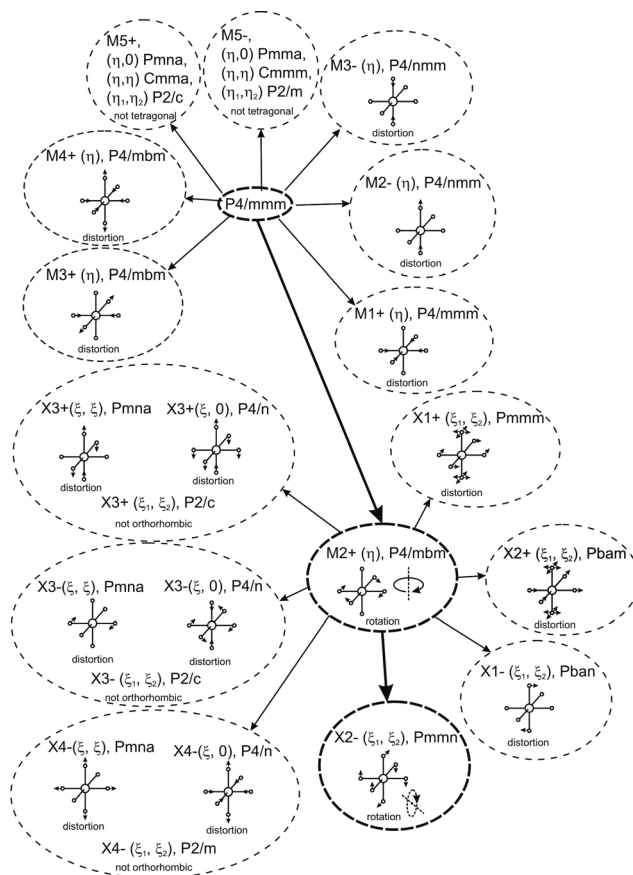 M5+,
(η,0) Pmna,
(η,η) Cmma,
(η₁,η₂) P2/c
not tetragonal
M5-,
(η,0) Pmma,
(η,η) Cmmm,
(η₁,η₂) P2/m
not tetragonal
M3- (η), P4/nmm
distortion
M4+ (η), P4/mbm
distortion
P4/mmm
M2- (η), P4/nmm
distortion
M3+ (η), P4/mbm
distortion
M1+ (η), P4/mmm
distortion
X3+(ξ, ξ), Pmna
distortion
X3+(ξ, 0), P4/n
distortion
X3+ (ξ₁, ξ₂), P2/c
not orthorhombic
X1+ (ξ₁, ξ₂), Pmmm
distortion
M2+ (η), P4/mbm
rotation
X2+ (ξ₁, ξ₂), Pbam
distortion
X3-(ξ, ξ), Pmna
distortion
X3-(ξ, 0), P4/n
distortion
X3- (ξ₁, ξ₂), P2/c
not orthorhombic
X1- (ξ₁, ξ₂), Pban
distortion
X4-(ξ, ξ), Pmna
distortion
X4-(ξ, 0), P4/n
distortion
X4- (ξ₁, ξ₂), P2/m
not orthorhombic
X2- (ξ₁, ξ₂), Pmmn
rotation